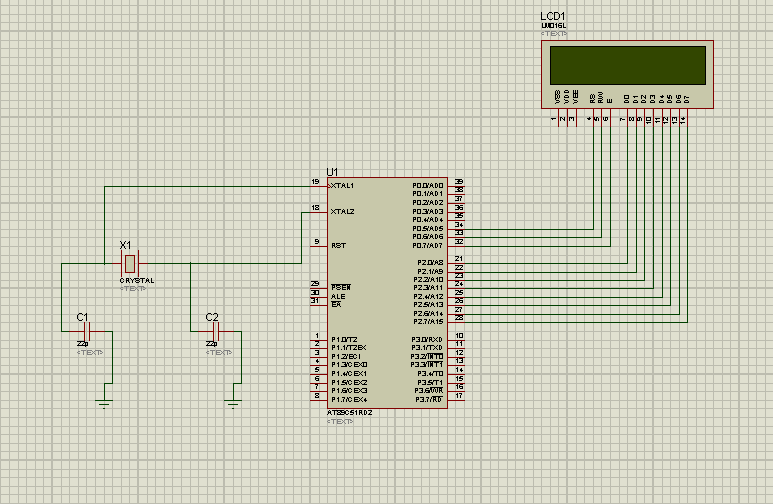 LCD1
LM016L
<TEXT>
VSS VDD VEE RS RW E D0 D1 D2 D3 D4 D5 D6 D7
1 2 3 4 5 6 7 8 9 10 11 12 13 14
U1
19 XTAL1 P0.0/AD0 39
P0.1/AD1 38
P0.2/AD2 37
18 XTAL2 P0.3/AD3 36
P0.4/AD4 35
P0.5/AD5 34
P0.6/AD6 33
9 RST P0.7/AD7 32
X1
CRYSTAL
<TEXT>
P2.0/A8 21
P2.1/A9 22
P2.2/A10 23
29 PSEN P2.3/A11 24
30 ALE P2.4/A12 25
31 EA P2.5/A13 26
P2.6/A14 27
P2.7/A15 28
C1
22p
<TEXT>
C2
22p
<TEXT>
1 P1.0/T2 P3.0/RXD 10
2 P1.1/T2EX P3.1/TXD 11
3 P1.2/ECI P3.2/INT0 12
4 P1.3/CEX0 P3.3/INT1 13
5 P1.4/CEX1 P3.4/T0 14
6 P1.5/CEX2 P3.5/T1 15
7 P1.6/CEX3 P3.6/WR 16
8 P1.7/CEX4 P3.7/RD 17
AT89C51RD2
<TEXT>